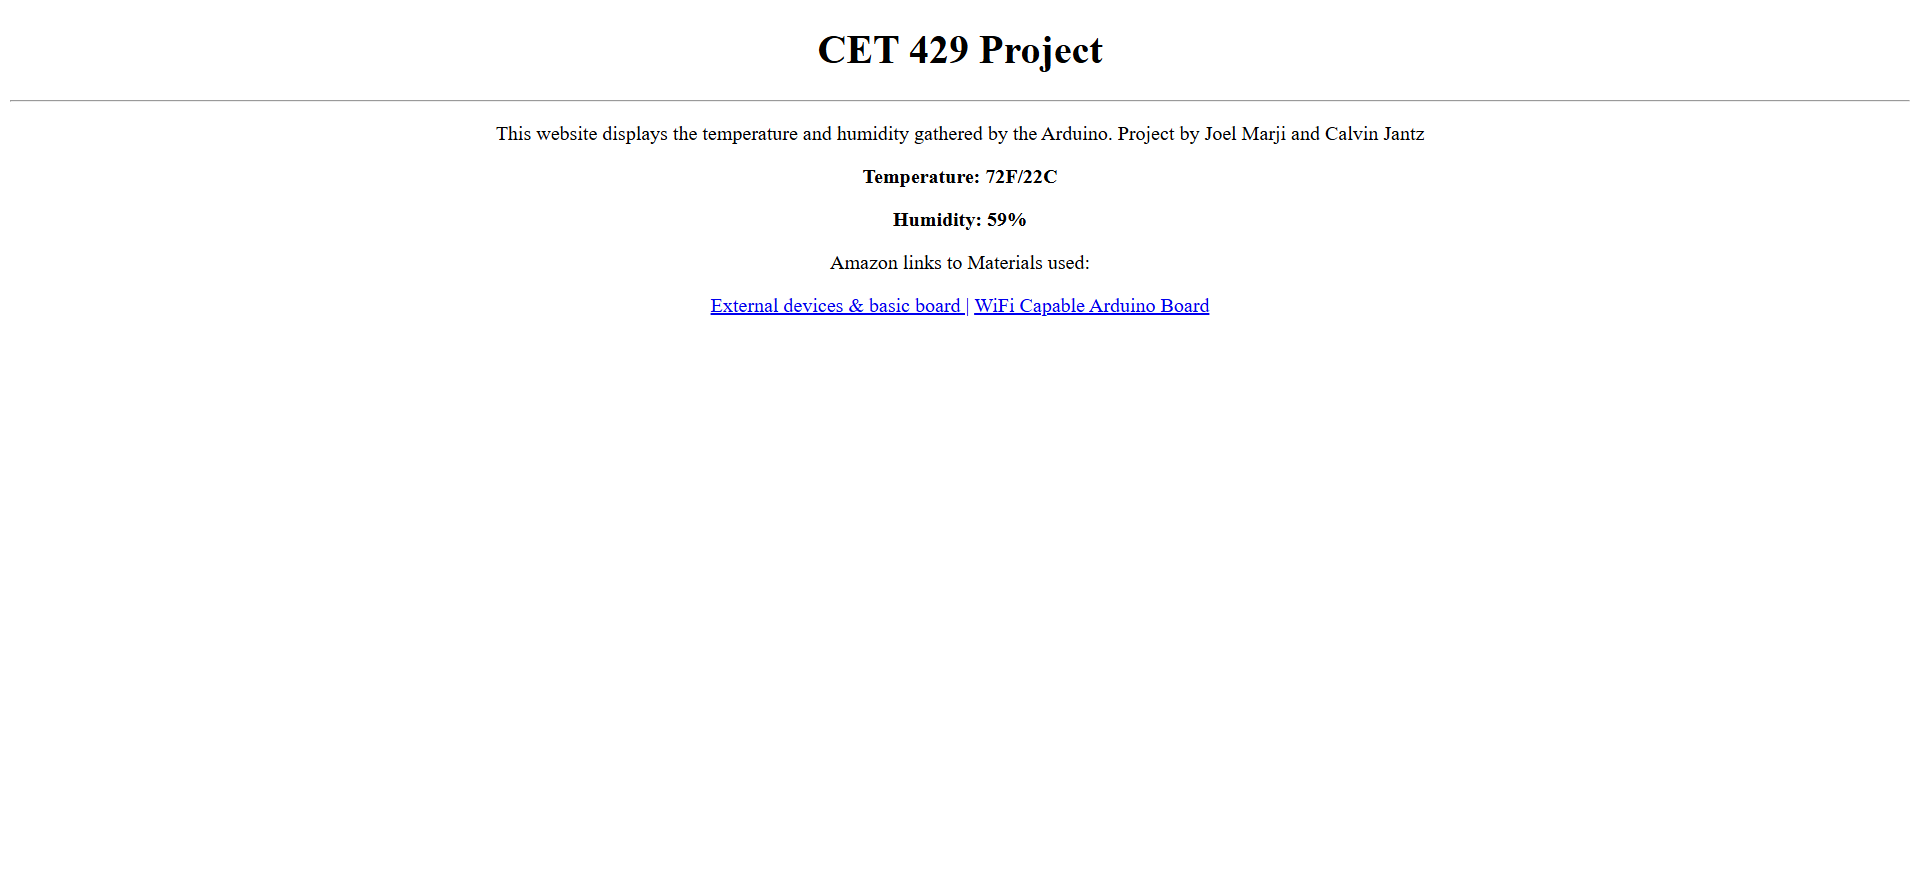 CET 429 Project
This website displays the temperature and humidity gathered by the Arduino. Project by Joel Marji and Calvin Jantz
Temperature: 72F/22C
Humidity: 59%
Amazon links to Materials used:
External devices & basic board | WiFi Capable Arduino Board